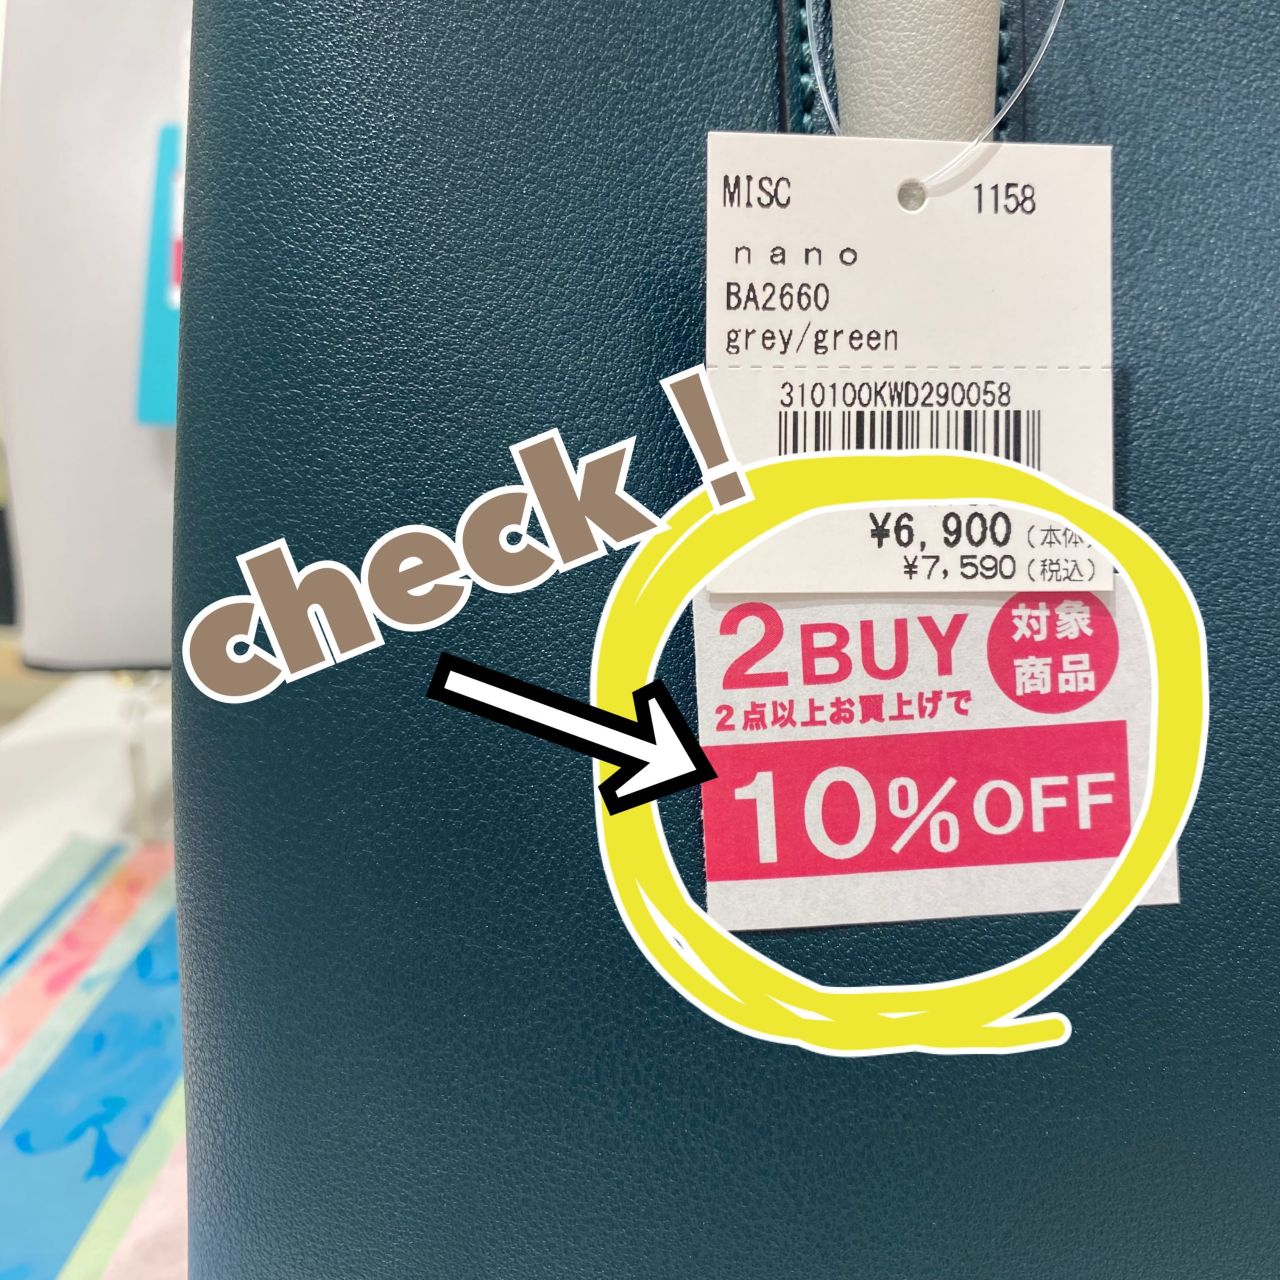 MISC 1158
nano
BA2660
grey/green
310100KWD290058
check!
¥6,900(本体)
¥7,590(税込)
2BUY 対象
商品
2点以上お買上げで
10%OFF